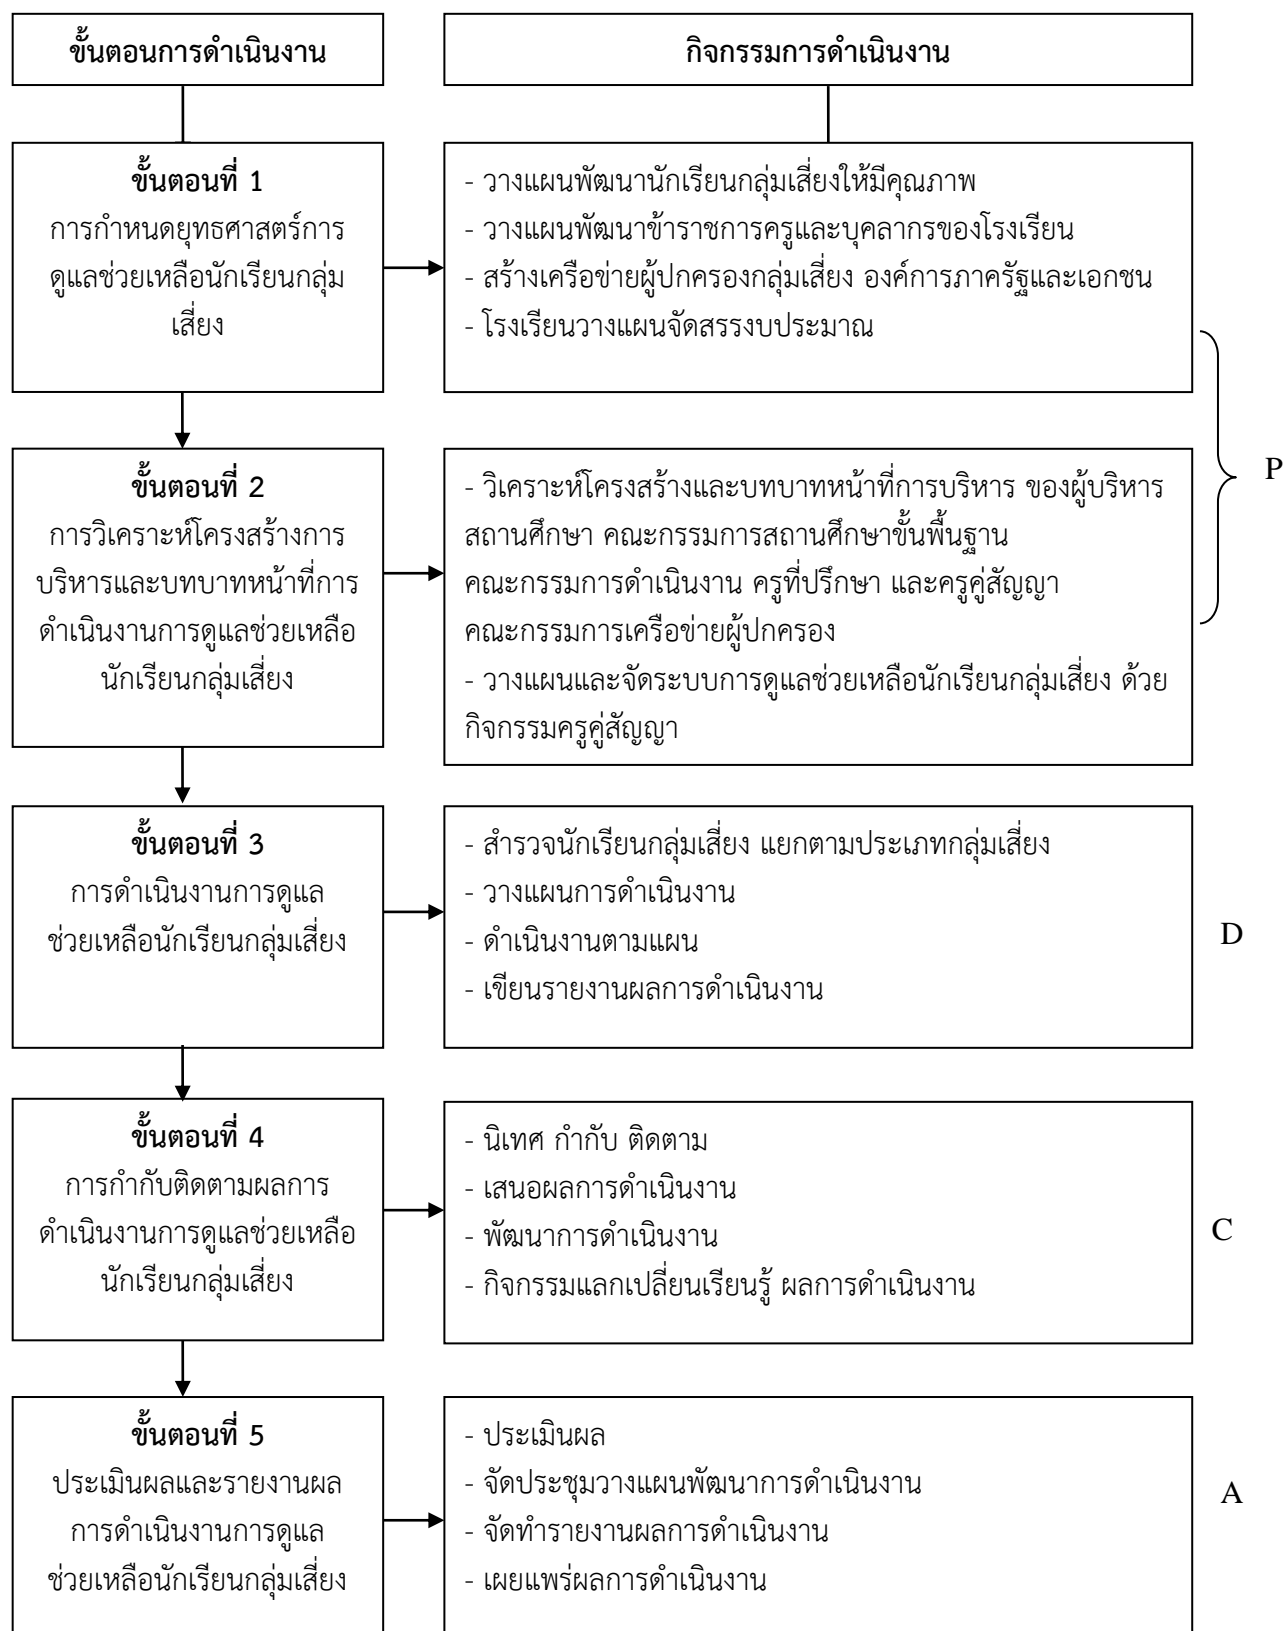 ขั้นตอนการดำเนินงาน
กิจกรรมการดำเนินงาน
ขั้นตอนที่ 1
การกำหนดยุทธศาสตร์การ
ดูแลช่วยเหลือนักเรียนกลุ่ม
เสี่ยง
- วางแผนพัฒนานักเรียนกลุ่มเสี่ยงให้มีคุณภาพ
- วางแผนพัฒนาข้าราชการครูและบุคลากรของโรงเรียน
- สร้างเครือข่ายผู้ปกครองกลุ่มเสี่ยง องค์การภาครัฐและเอกชน
- โรงเรียนวางแผนจัดสรรงบประมาณ
P
ขั้นตอนที่ 2
การวิเคราะห์โครงสร้างการ
บริหารและบทบาทหน้าที่การ
ดำเนินงานการดูแลช่วยเหลือ
นักเรียนกลุ่มเสี่ยง
- วิเคราะห์โครงสร้างและบทบาทหน้าที่การบริหาร ของผู้บริหาร
สถานศึกษา คณะกรรมการสถานศึกษาขั้นพื้นฐาน
คณะกรรมการดำเนินงาน ครูที่ปรึกษา และครูคู่สัญญา
คณะกรรมการเครือข่ายผู้ปกครอง
- วางแผนและจัดระบบการดูแลช่วยเหลือนักเรียนกลุ่มเสี่ยง ด้วย
กิจกรรมครูคู่สัญญา
ขั้นตอนที่ 3
การดำเนินงานการดูแล
ช่วยเหลือนักเรียนกลุ่มเสี่ยง
- สำรวจนักเรียนกลุ่มเสี่ยง แยกตามประเภทกลุ่มเสี่ยง
- วางแผนการดำเนินงาน
- ดำเนินงานตามแผน
- เขียนรายงานผลการดำเนินงาน
D
ขั้นตอนที่ 4
การกำกับติดตามผลการ
ดำเนินงานการดูแลช่วยเหลือ
นักเรียนกลุ่มเสี่ยง
- นิเทศ กำกับ ติดตาม
- เสนอผลการดำเนินงาน
- พัฒนาการดำเนินงาน
- กิจกรรมแลกเปลี่ยนเรียนรู้ ผลการดำเนินงาน
C
ขั้นตอนที่ 5
ประเมินผลและรายงานผล
การดำเนินงานการดูแล
ช่วยเหลือนักเรียนกลุ่มเสี่ยง
- ประเมินผล
- จัดประชุมวางแผนพัฒนาการดำเนินงาน
- จัดทำรายงานผลการดำเนินงาน
- เผยแพร่ผลการดำเนินงาน
A